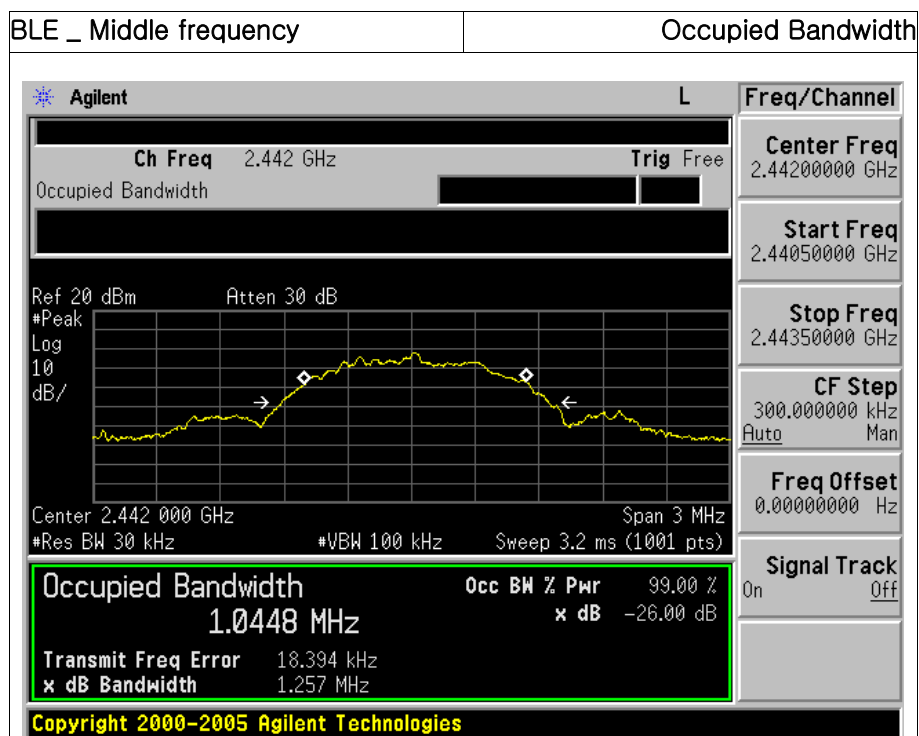 BLE _ Middle frequency Occupied Bandwidth
Agilent L Freq/Channel
Ch Freq 2.442 GHz Trig Free
Occupied Bandwidth
Center Freq
2.44200000 GHz
Start Freq
2.44050000 GHz
Stop Freq
2.44350000 GHz
CF Step
300.000000 kHz
Auto Man
Freq Offset
0.00000000 Hz
Signal Track
On Off
Ref 20 dBm Atten 30 dB
#Peak
Log
10
dB/
Center 2.442 000 GHz Span 3 MHz
#Res BW 30 kHz #VBW 100 kHz Sweep 3.2 ms (1001 pts)
Occupied Bandwidth Occ BW % Pwr 99.00 %
1.0448 MHz x dB -26.00 dB
Transmit Freq Error 18.394 kHz
x dB Bandwidth 1.257 MHz
Copyright 2000-2005 Agilent Technologies